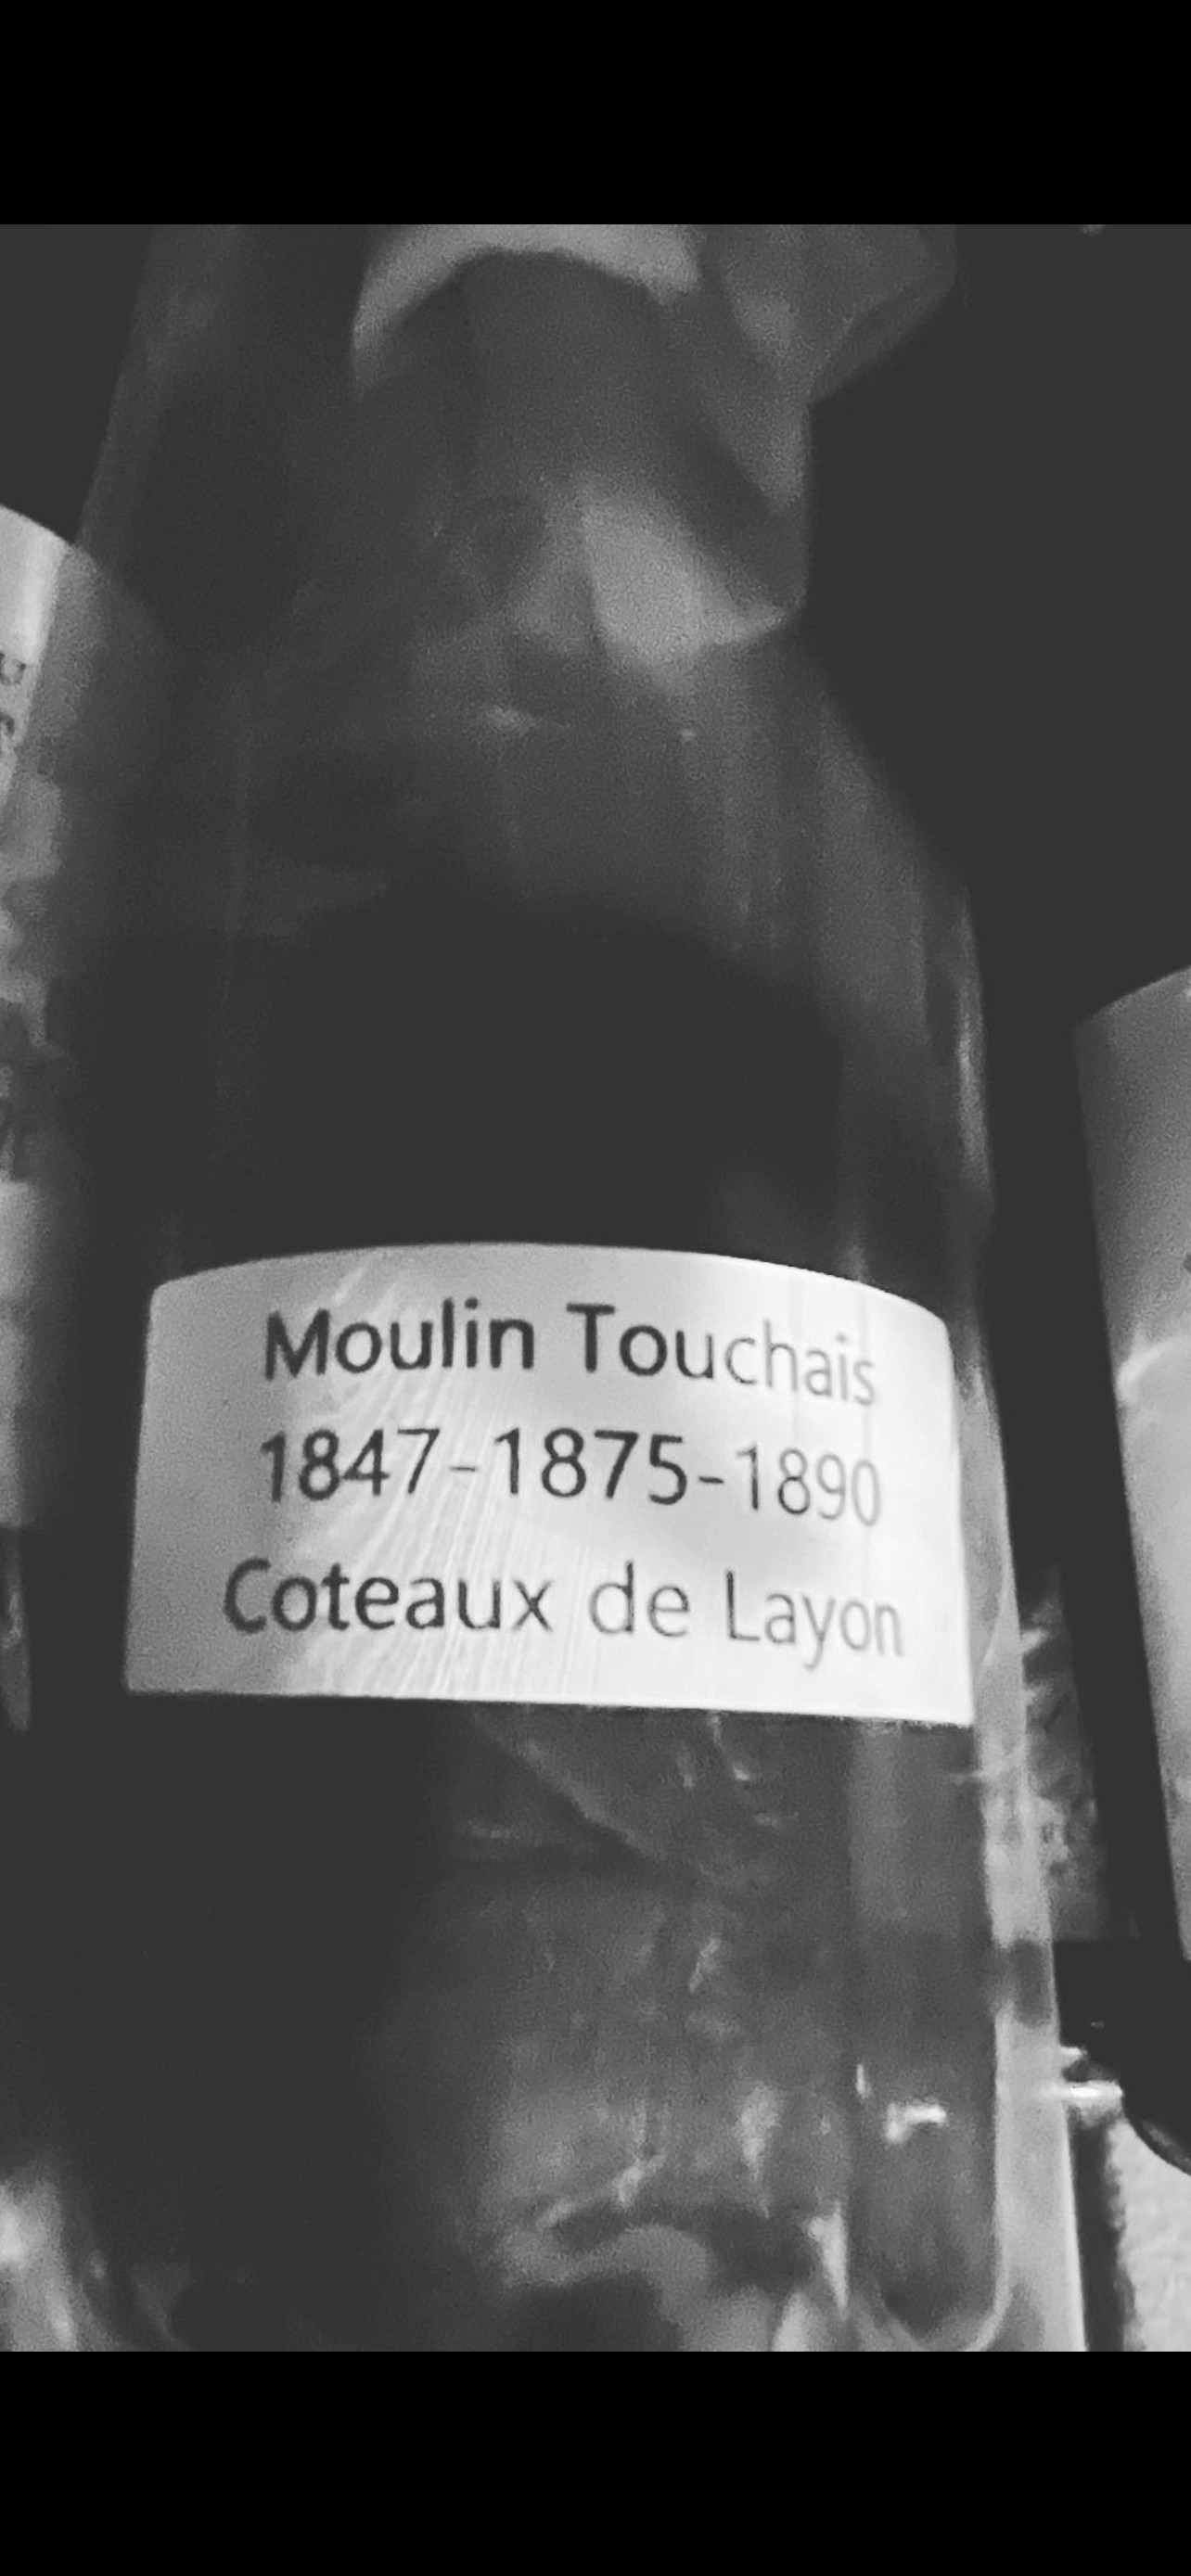 Moulin Touchais
1847-1875-1890
Coteaux de Layon